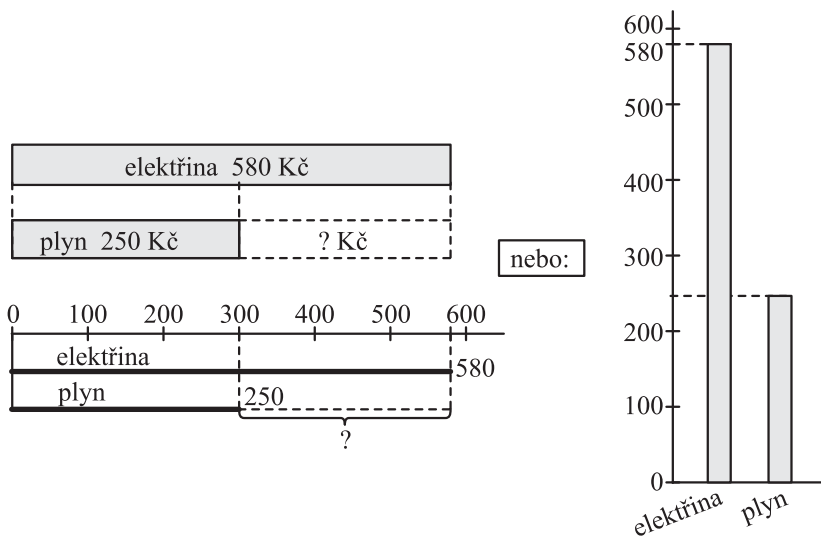 elektřina 580 Kč
plyn 250 Kč
? Kč
0 100 200 300 400 500 600
elektřina
580
plyn
250
?
nebo:
600
580
500
400
300
200
100
0
elektřina
plyn